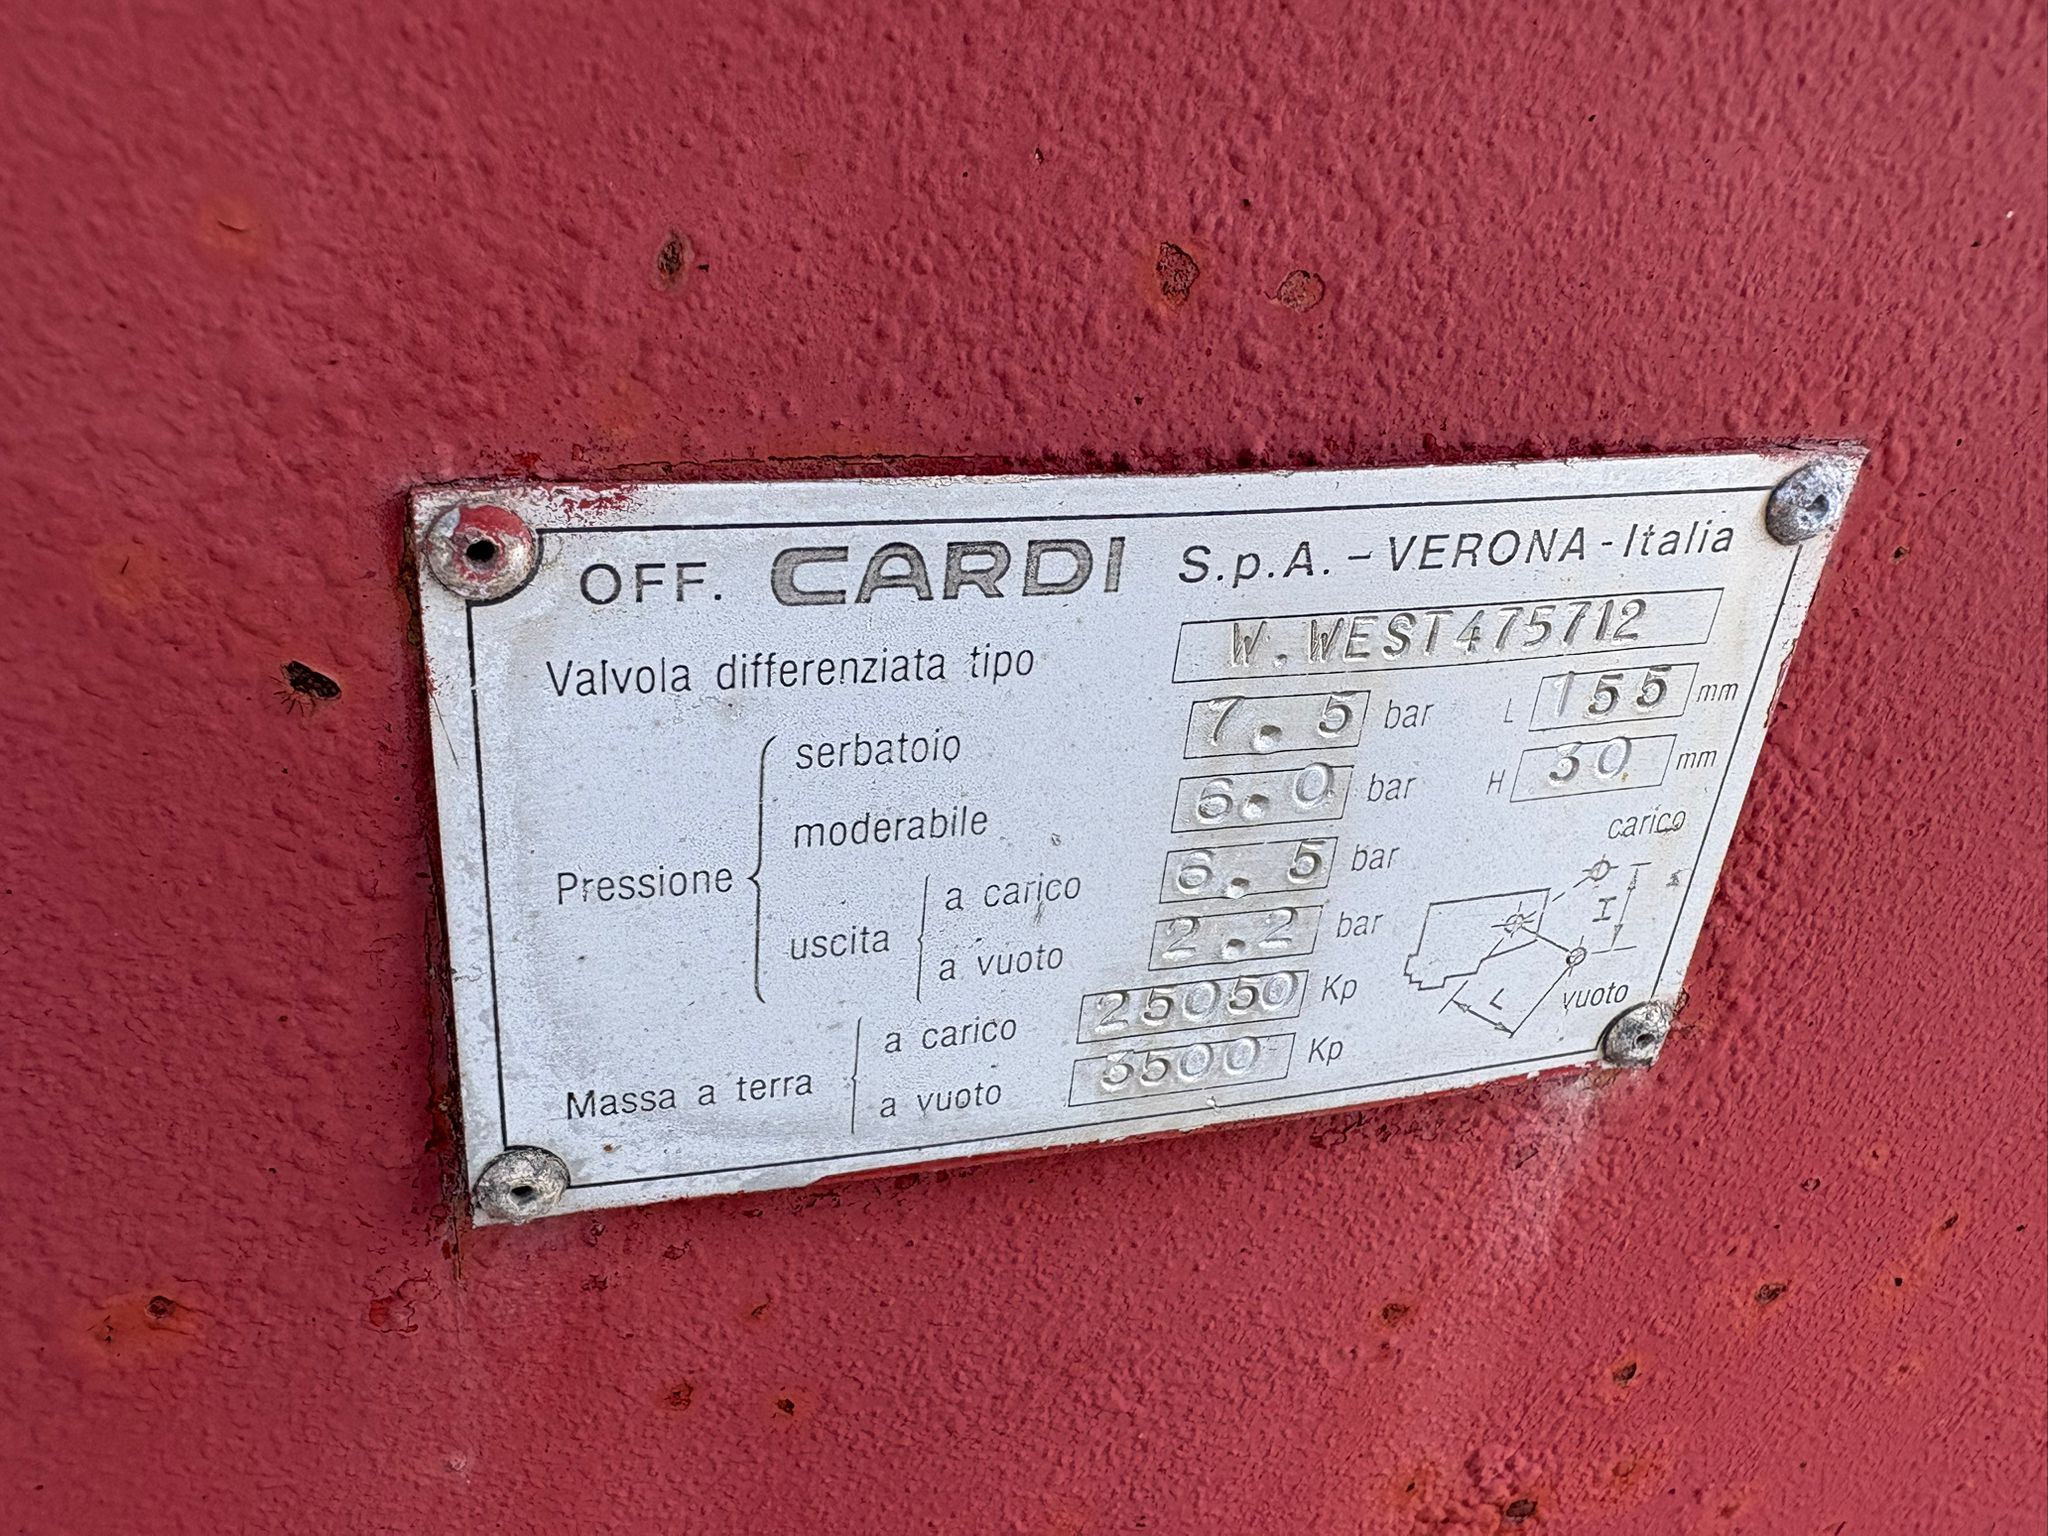 OFF. CARDI S.p.A. - VERONA - Italia
Valvola differenziata tipo W.WEST475712
Pressione
serbatoio 7.5 bar L 155 mm
moderabile 6.0 bar H 30 mm
uscita
a carico 6.5 bar
a vuoto 2.2 bar
Massa a terra
a carico 25050 Kp
a vuoto 3500 Kp
carico
H
L
vuoto